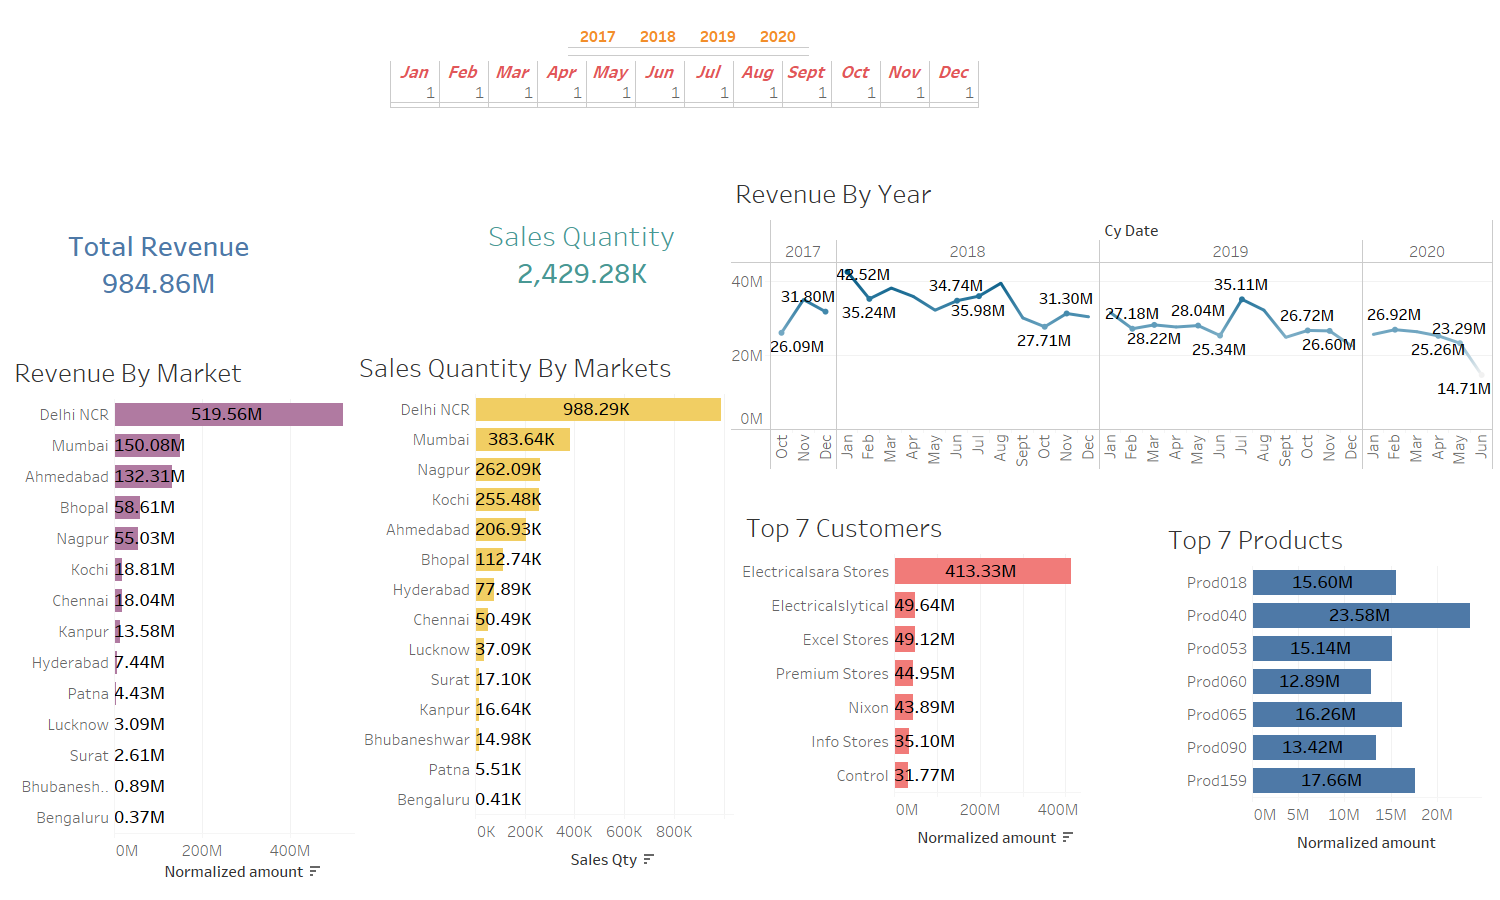 2017 2018 2019 2020
Jan Feb Mar Apr May Jun Jul Aug Sept Oct Nov Dec
1 1 1 1 1 1 1 1 1 1 1 1
Total Revenue
984.86M
Sales Quantity
2,429.28K
Revenue By Year
Cy Date
2017 2018 2019 2020
40M
20M
0M
26.09M
31.80M
42.52M
35.24M
34.74M
35.98M
27.71M
31.30M
27.18M
28.22M
28.04M
25.34M
35.11M
26.72M
26.60M
26.92M
25.26M
23.29M
14.71M
Oct Nov Dec Jan Feb Mar Apr May Jun Jul Aug Sept Oct Nov Dec Jan Feb Mar Apr May Jun Jul Aug Sept Oct Nov Dec Jan Feb Mar Apr May Jun
Revenue By Market
Delhi NCR 519.56M
Mumbai 150.08M
Ahmedabad 132.31M
Bhopal 58.61M
Nagpur 55.03M
Kochi 18.81M
Chennai 18.04M
Kanpur 13.58M
Hyderabad 7.44M
Patna 4.43M
Lucknow 3.09M
Surat 2.61M
Bhubanesh.. 0.89M
Bengaluru 0.37M
0M 200M 400M
Normalized amount
Sales Quantity By Markets
Delhi NCR 988.29K
Mumbai 383.64K
Nagpur 262.09K
Kochi 255.48K
Ahmedabad 206.93K
Bhopal 112.74K
Hyderabad 77.89K
Chennai 50.49K
Lucknow 37.09K
Surat 17.10K
Kanpur 16.64K
Bhubaneshwar 14.98K
Patna 5.51K
Bengaluru 0.41K
0K 200K 400K 600K 800K
Sales Qty
Top 7 Customers
Electricalsara Stores 413.33M
Electricalslytical 49.64M
Excel Stores 49.12M
Premium Stores 44.95M
Nixon 43.89M
Info Stores 35.10M
Control 31.77M
0M 200M 400M
Normalized amount
Top 7 Products
Prod018 15.60M
Prod040 23.58M
Prod053 15.14M
Prod060 12.89M
Prod065 16.26M
Prod090 13.42M
Prod159 17.66M
0M 5M 10M 15M 20M
Normalized amount